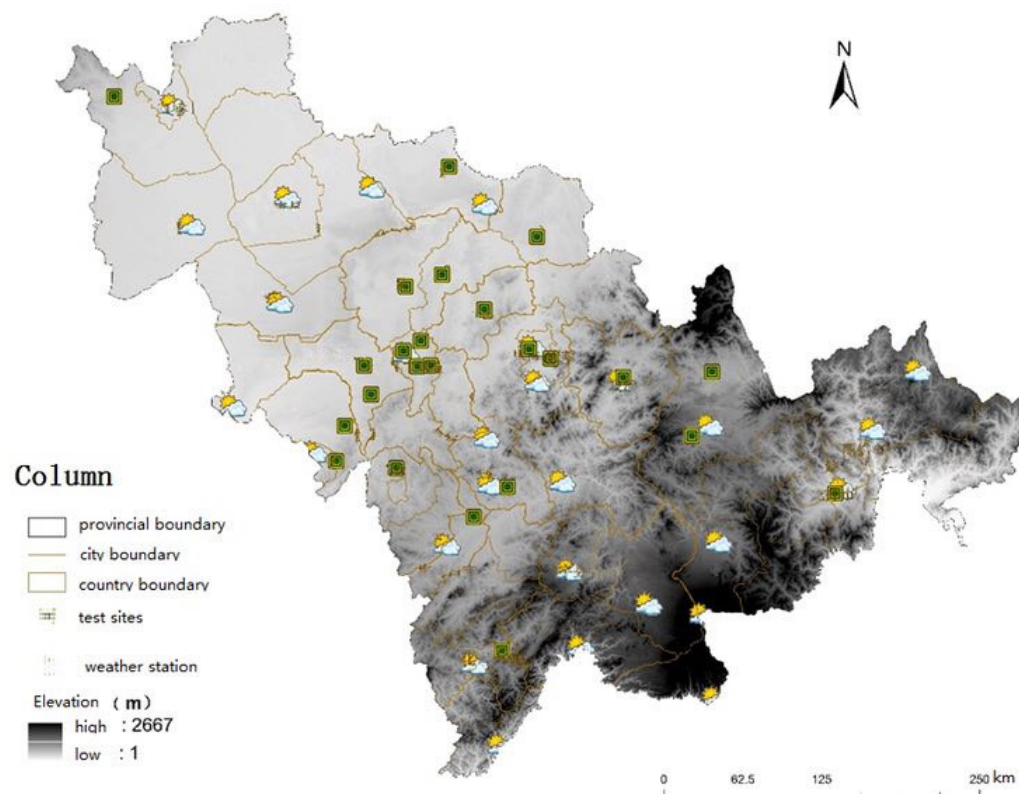 N
Column
provincial boundary
city boundary
country boundary
test sites
weather station
Elevation （m）
high : 2667
low : 1
0 62.5 125 250 km